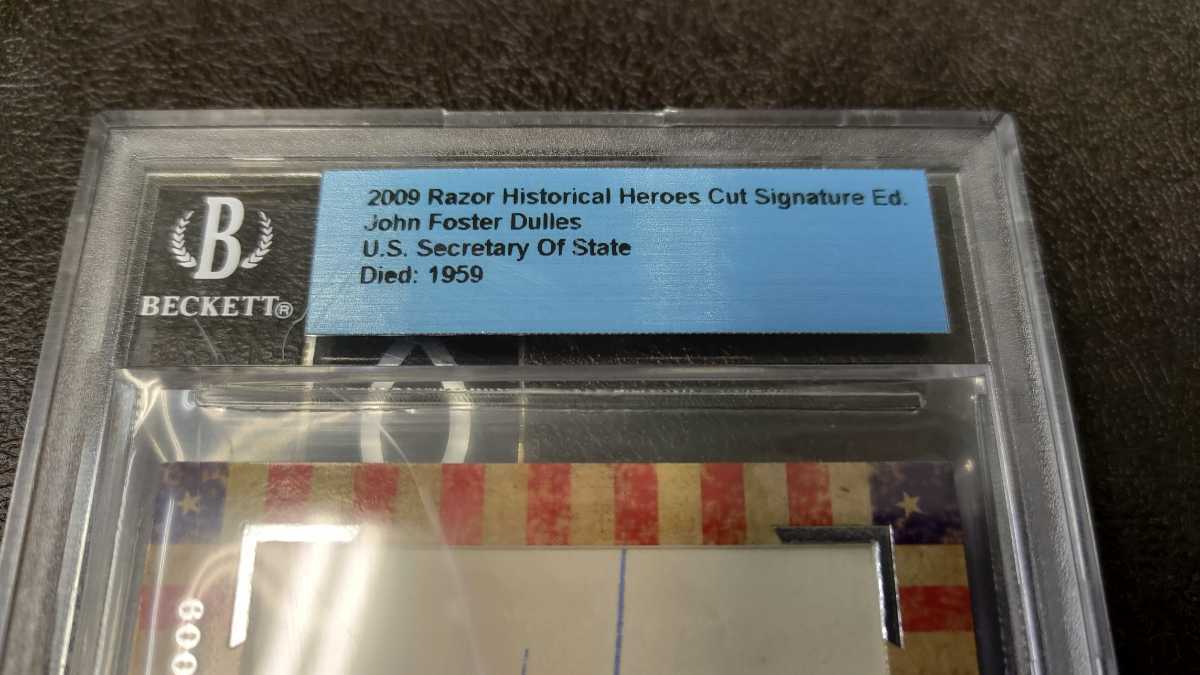 B
BECKETT®
2009 Razor Historical Heroes Cut Signature Ed.
John Foster Dulles
U.S. Secretary Of State
Died: 1959